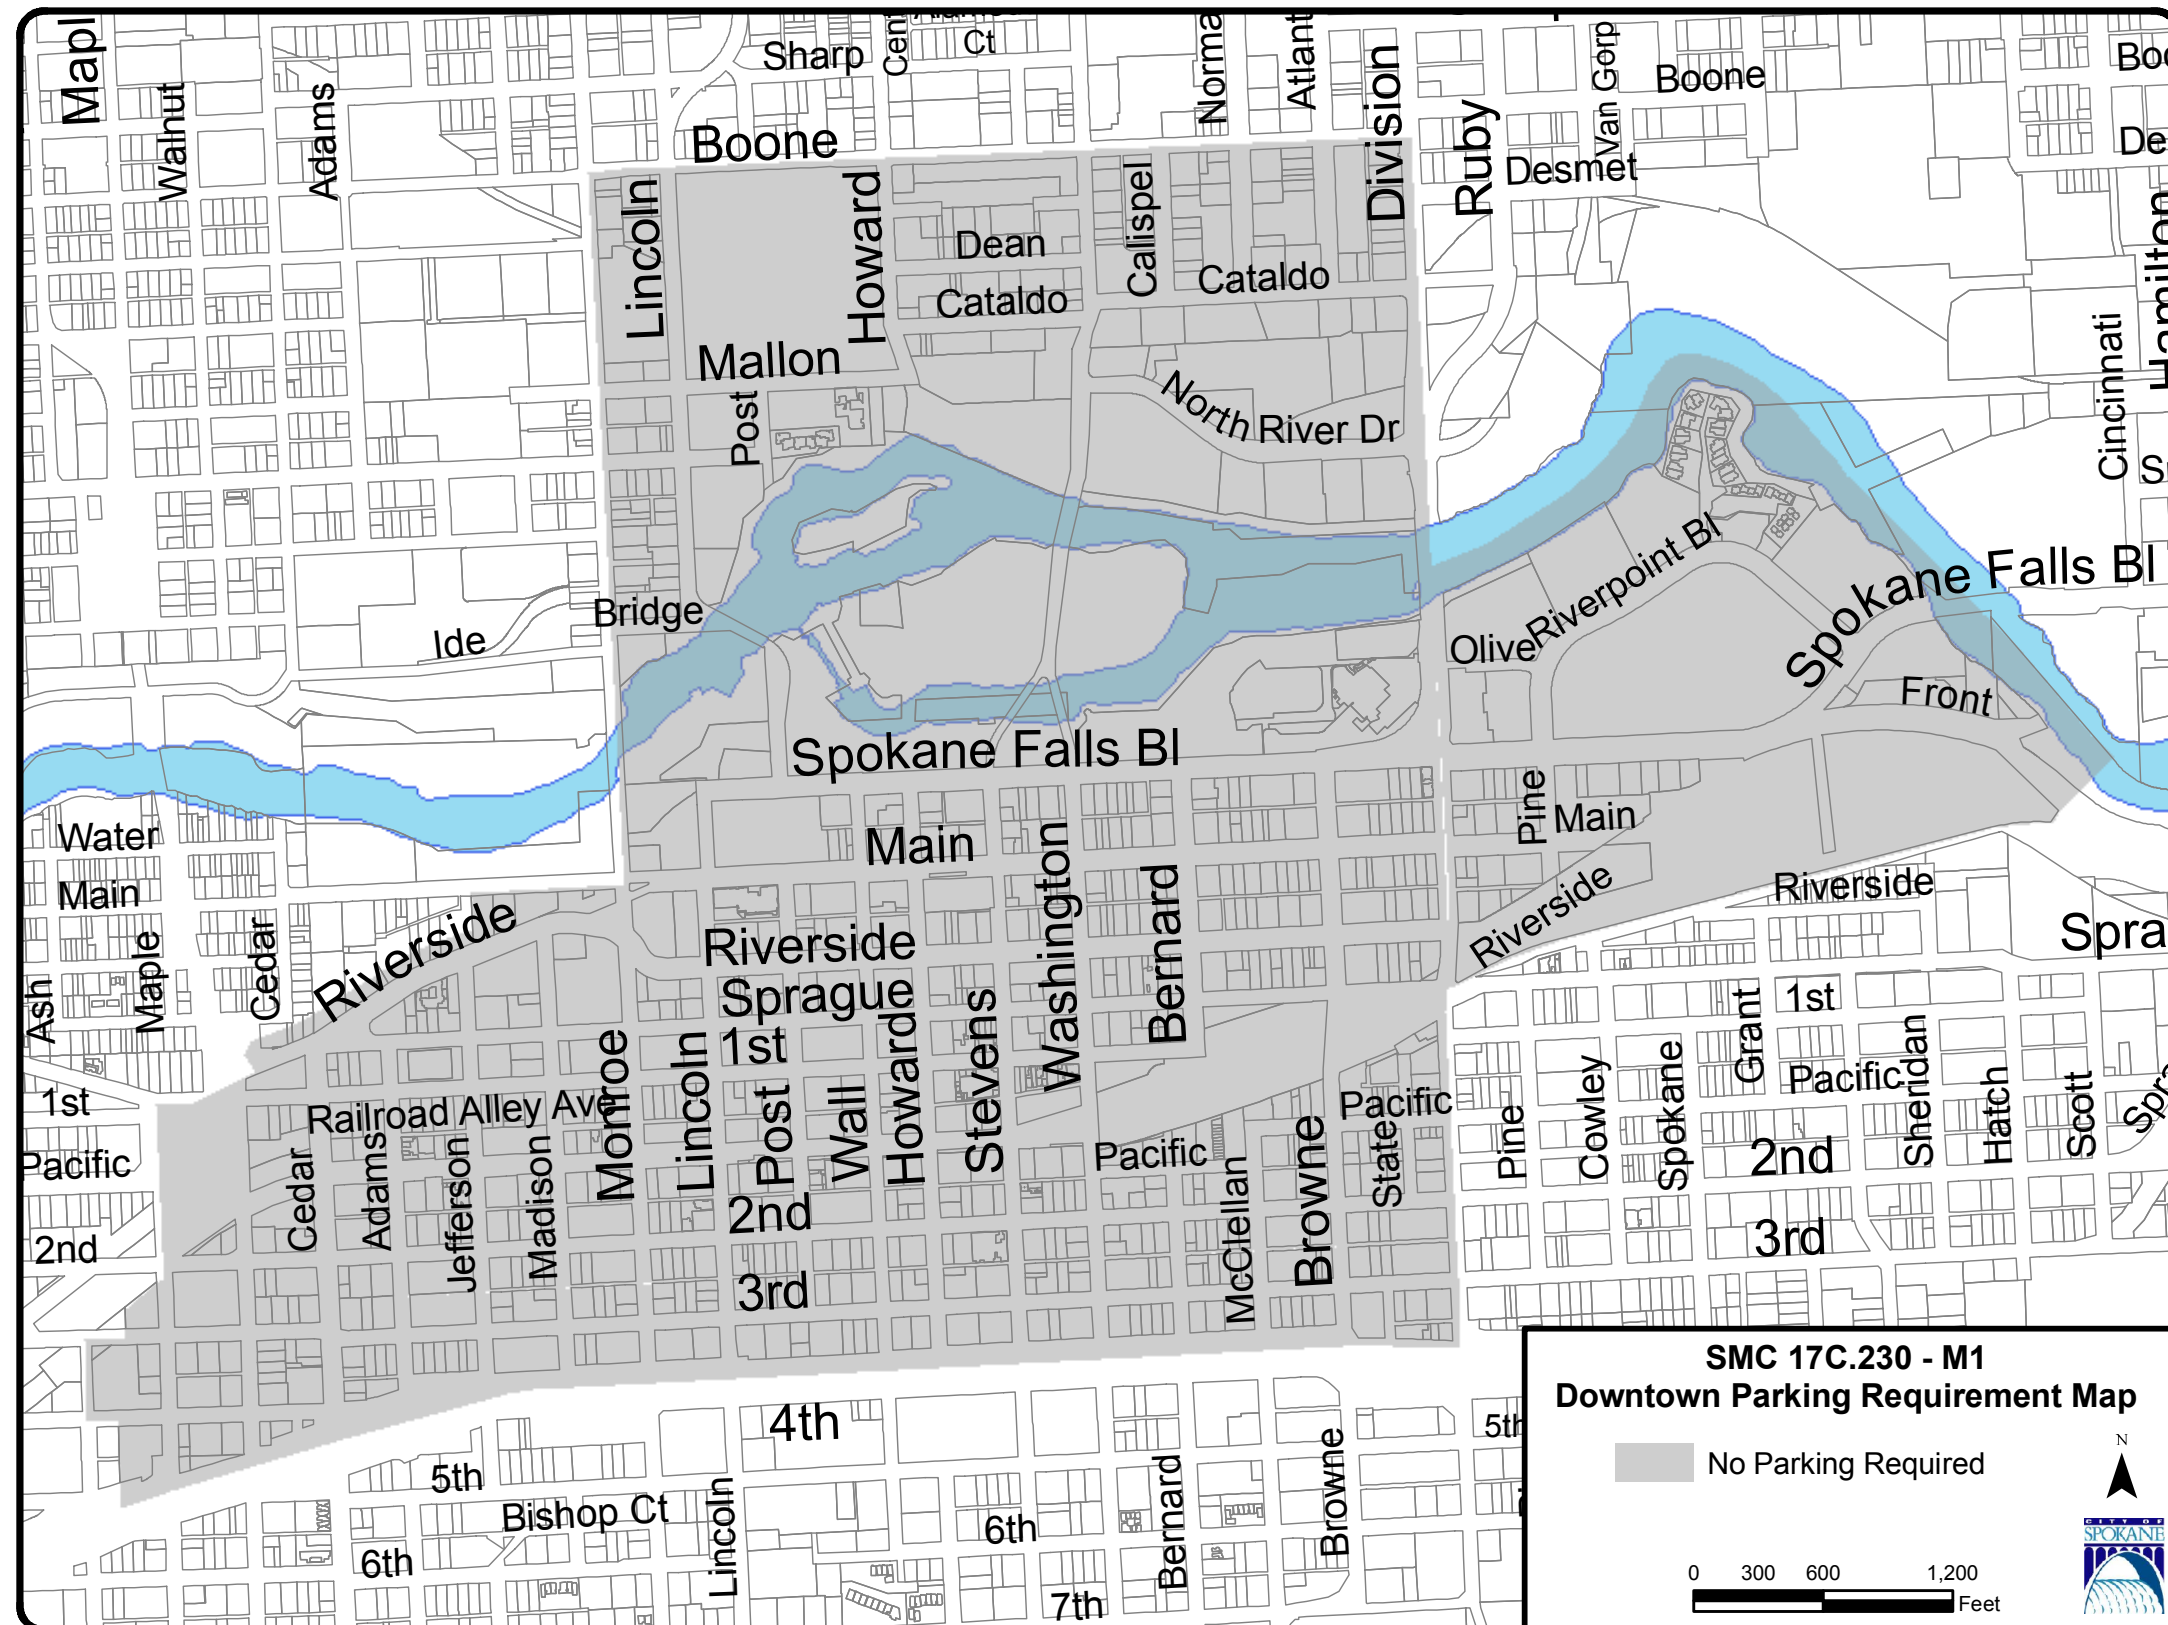 Mapl
Walnut
Adams
Sharp
Cent
Ct
Norma
Atlant
Division
Ruby
Van Gorp
Boone
Boo
Boone
Desmet
De
Hamilton
Lincoln
Howard
Dean
Calispel
Cataldo
Cataldo
Mallon
Post
North River Dr
Cincinnati
Riverpoint Bl
Spokane Falls Bl
Bridge
Ide
Olive
Front
Spokane Falls Bl
Water
Main
Main
Pine
Main
Washington
Bernard
Riverside
Riverside
Cedar
Maple
Ash
Riverside
Riverside
Spra
Sprague
1st
1st
Grant
Monroe
Lincoln
Post
Wall
Howard
Stevens
1st
Railroad Alley Ave
Pacific
Pacific
Pacific
Pacific
Cedar
Adams
Jefferson
Madison
McClellan
Browne
State
Pine
Cowley
Spokane
Sheridan
Hatch
Scott
Spra
2nd
2nd
2nd
3rd
3rd
4th
5th
5th
Bishop Ct
Lincoln
6th
6th
7th
Bernard
Browne
SMC 17C.230 - M1
Downtown Parking Requirement Map
No Parking Required
N
CITY OF
SPOKANE
0 300 600 1,200
Feet